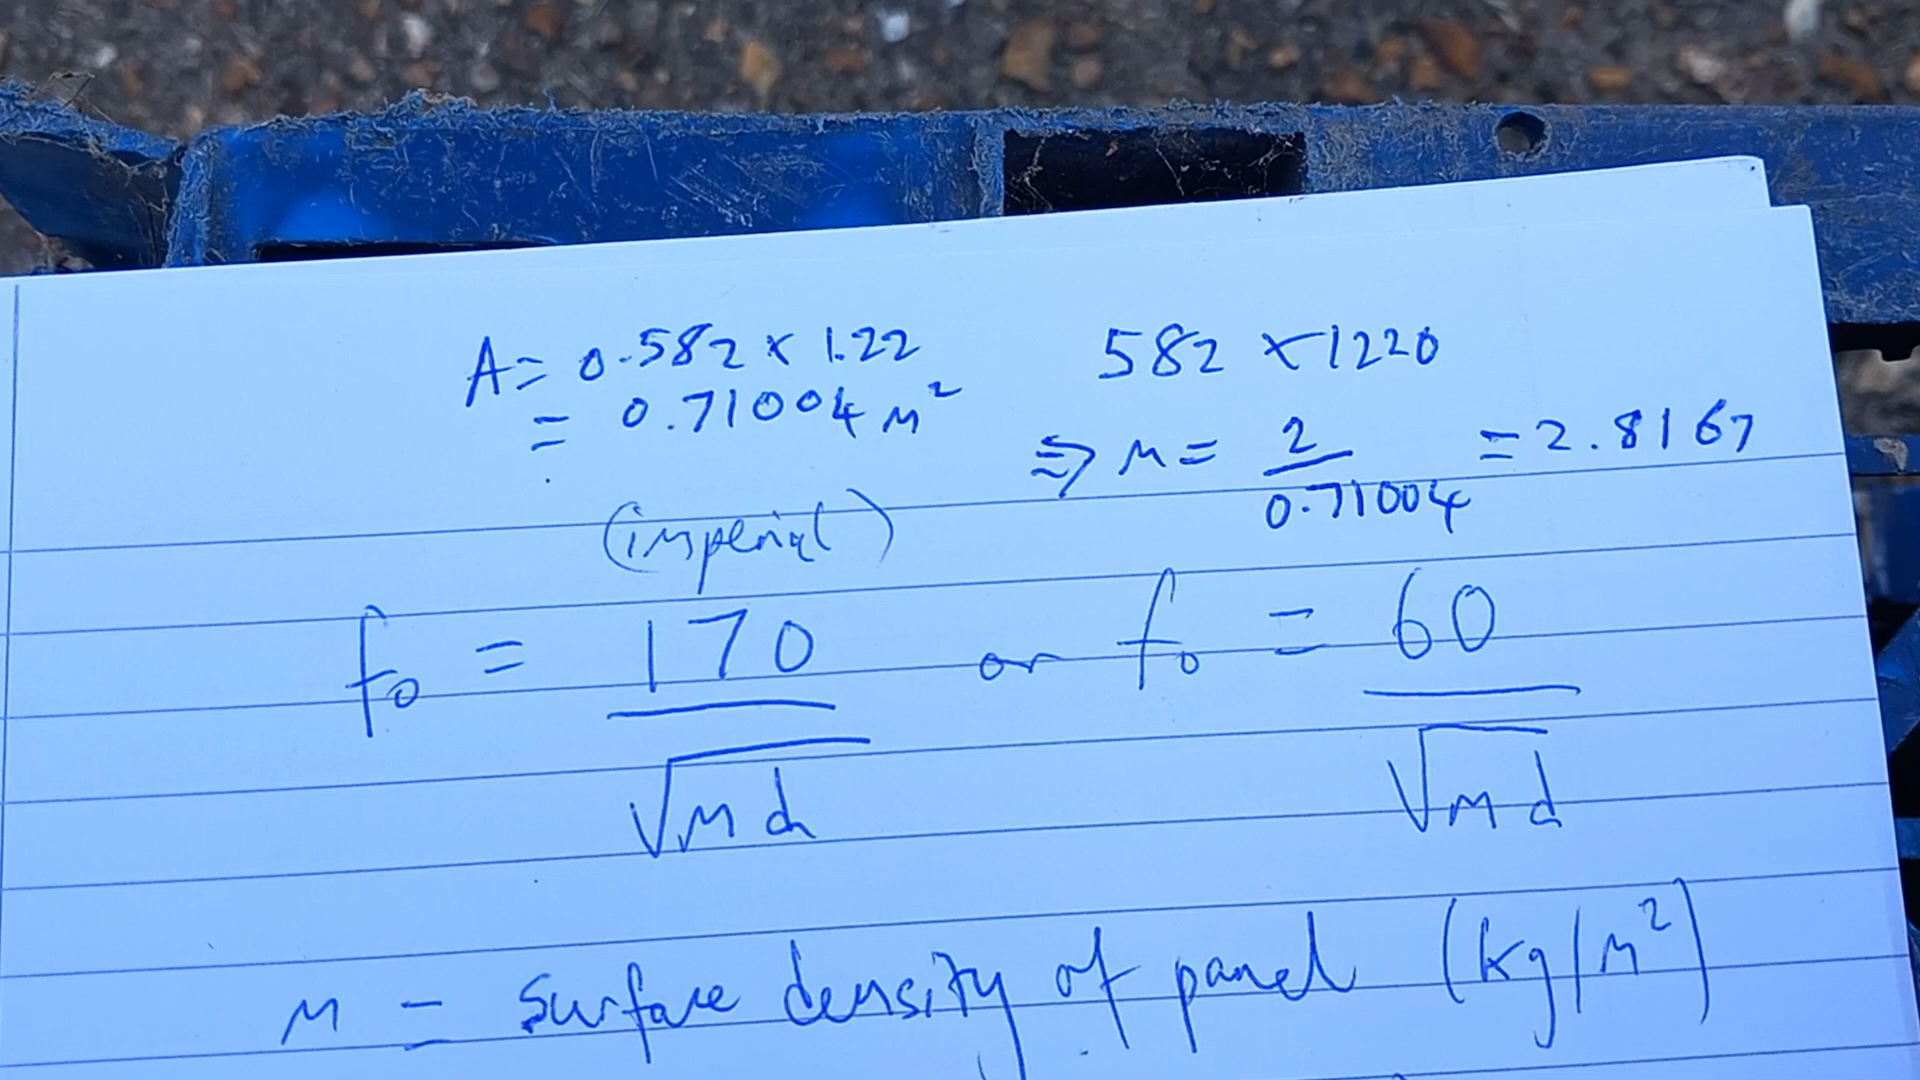 A = 0.582 x 1.22
= 0.71004 m²
582 x 1220
⇒ m = 2/0.71004 = 2.8167
(imperial)
f₀ = 170/√md or f₀ = 60/√md
m = surface density of panel (kg/m²)